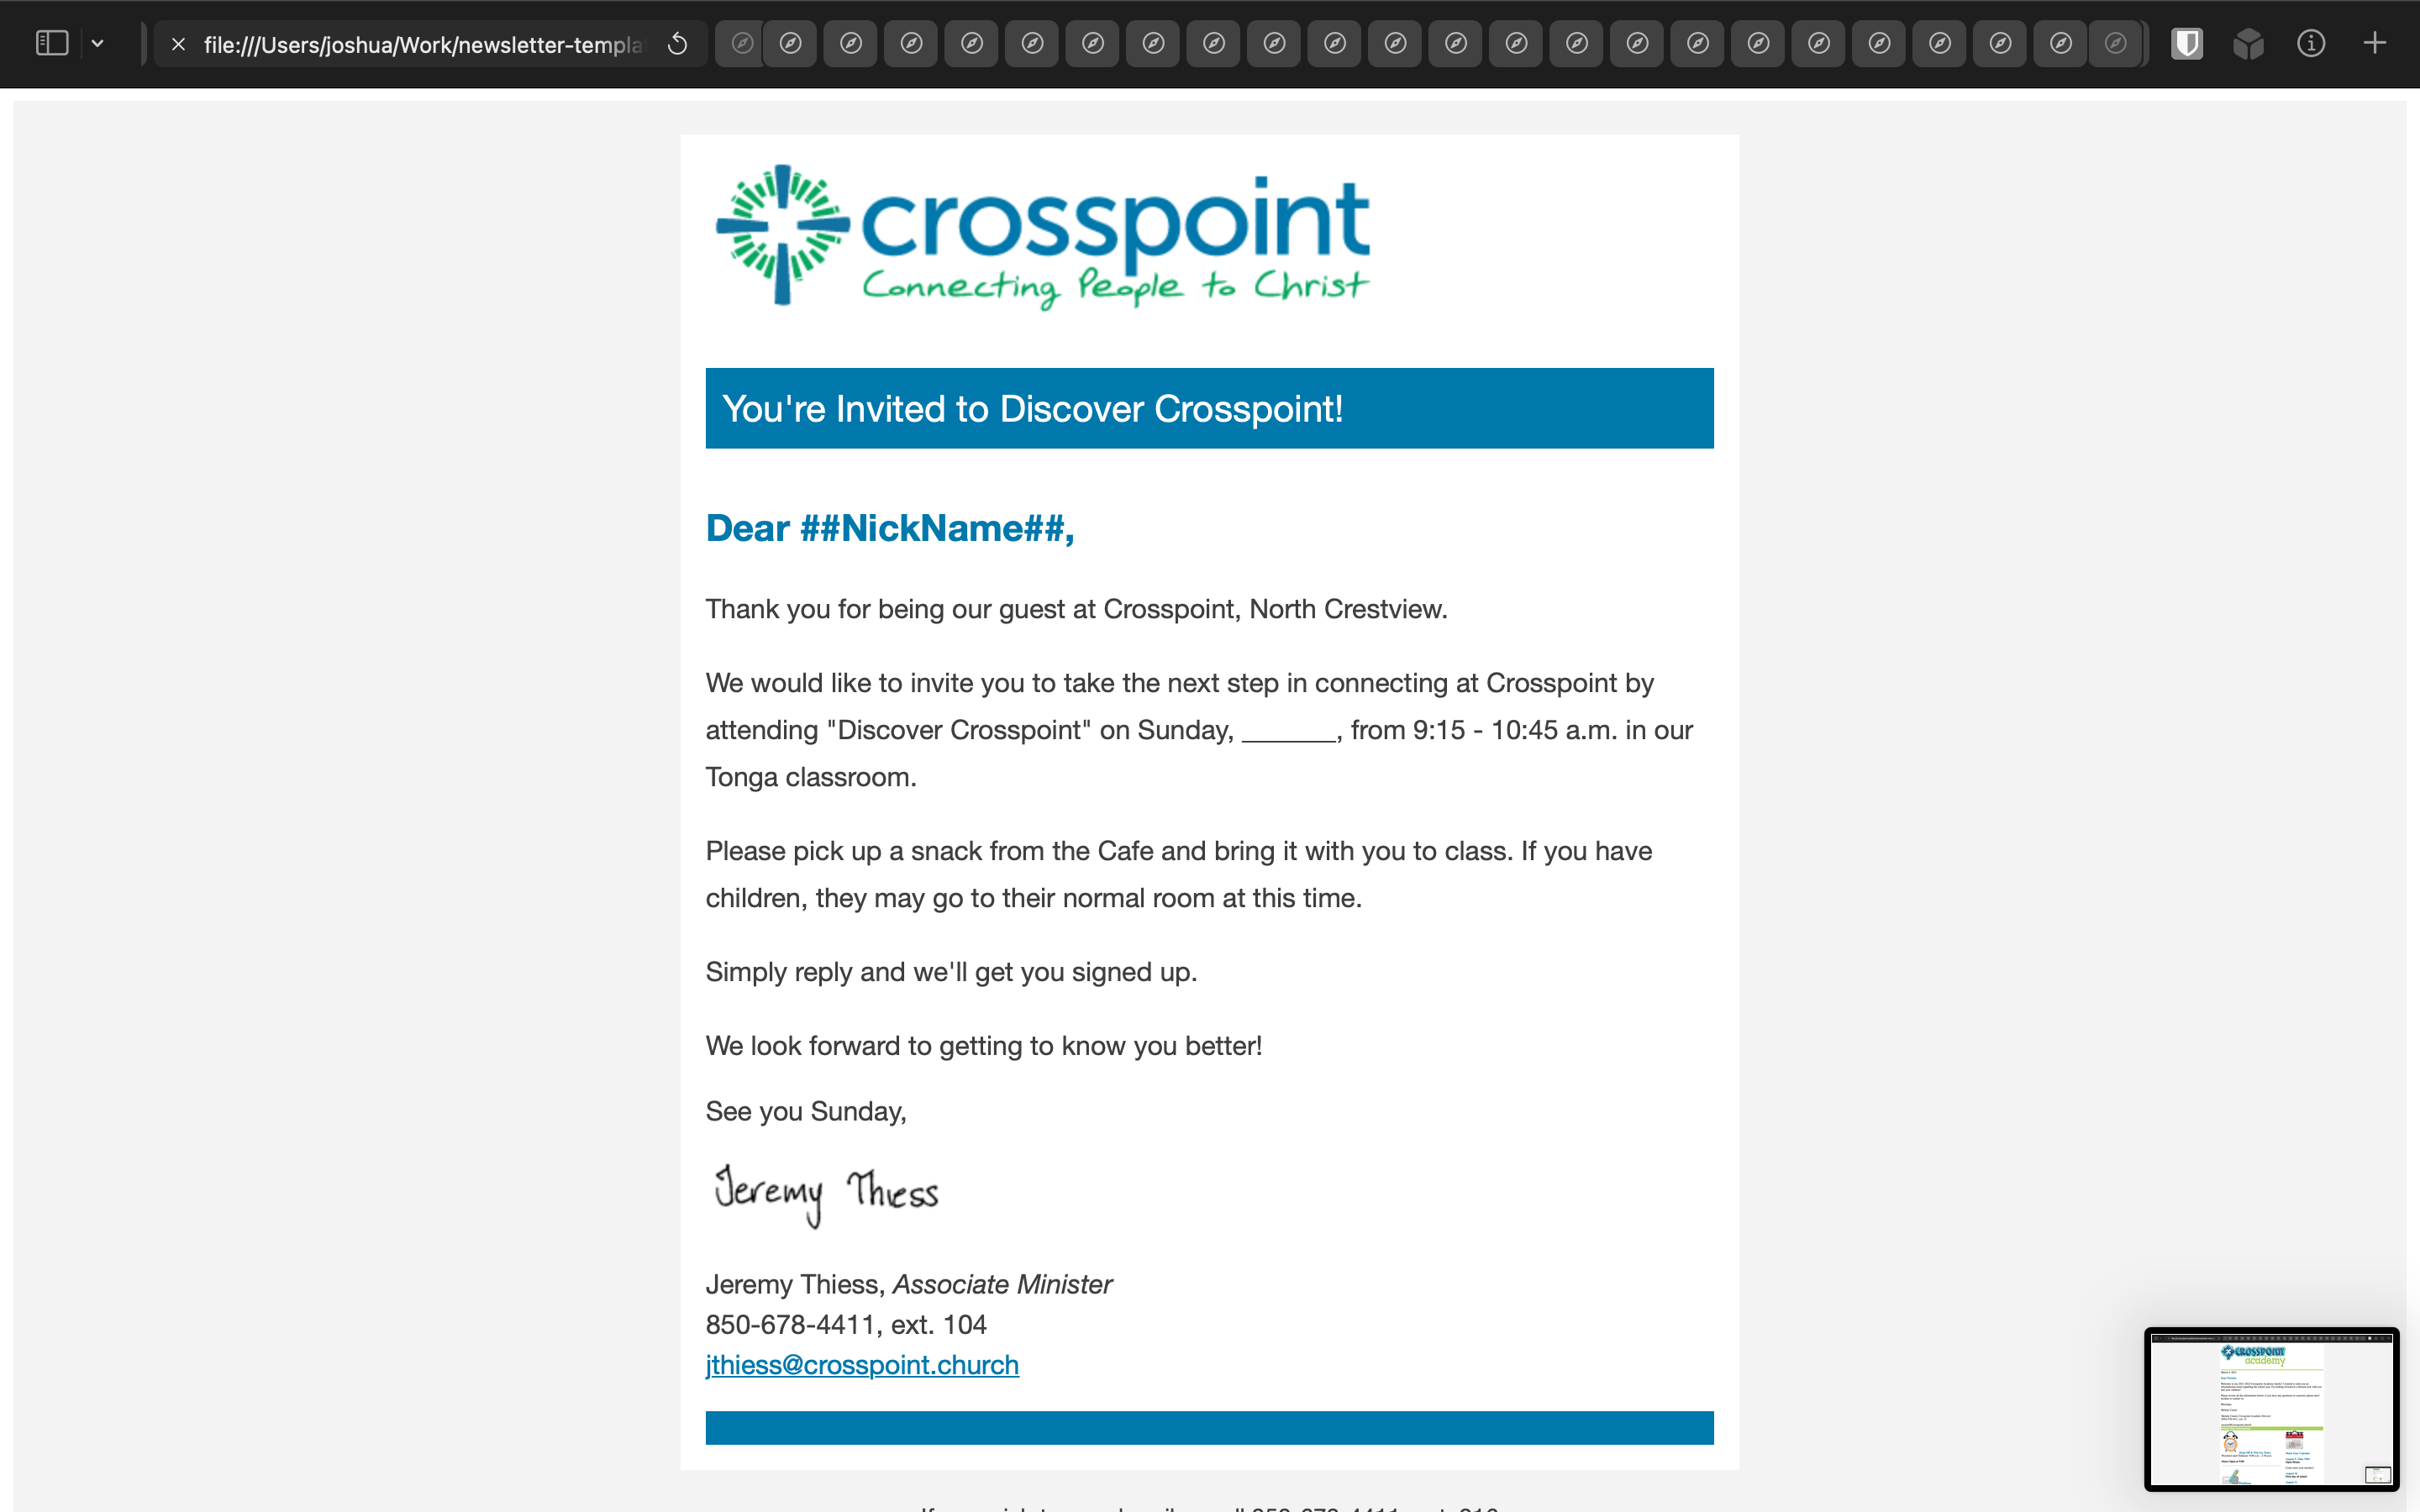 file:///Users/joshua/Work/newsletter-templa
crosspoint
Connecting People to Christ
You're Invited to Discover Crosspoint!
Dear ##NickName##,
Thank you for being our guest at Crosspoint, North Crestview.
We would like to invite you to take the next step in connecting at Crosspoint by
attending "Discover Crosspoint" on Sunday, _______, from 9:15 - 10:45 a.m. in our
Tonga classroom.
Please pick up a snack from the Cafe and bring it with you to class. If you have
children, they may go to their normal room at this time.
Simply reply and we'll get you signed up.
We look forward to getting to know you better!
See you Sunday,
Jeremy Thiess
Jeremy Thiess, Associate Minister
850-678-4411, ext. 104
jthiess@crosspoint.church
CROSSPOINT
academy